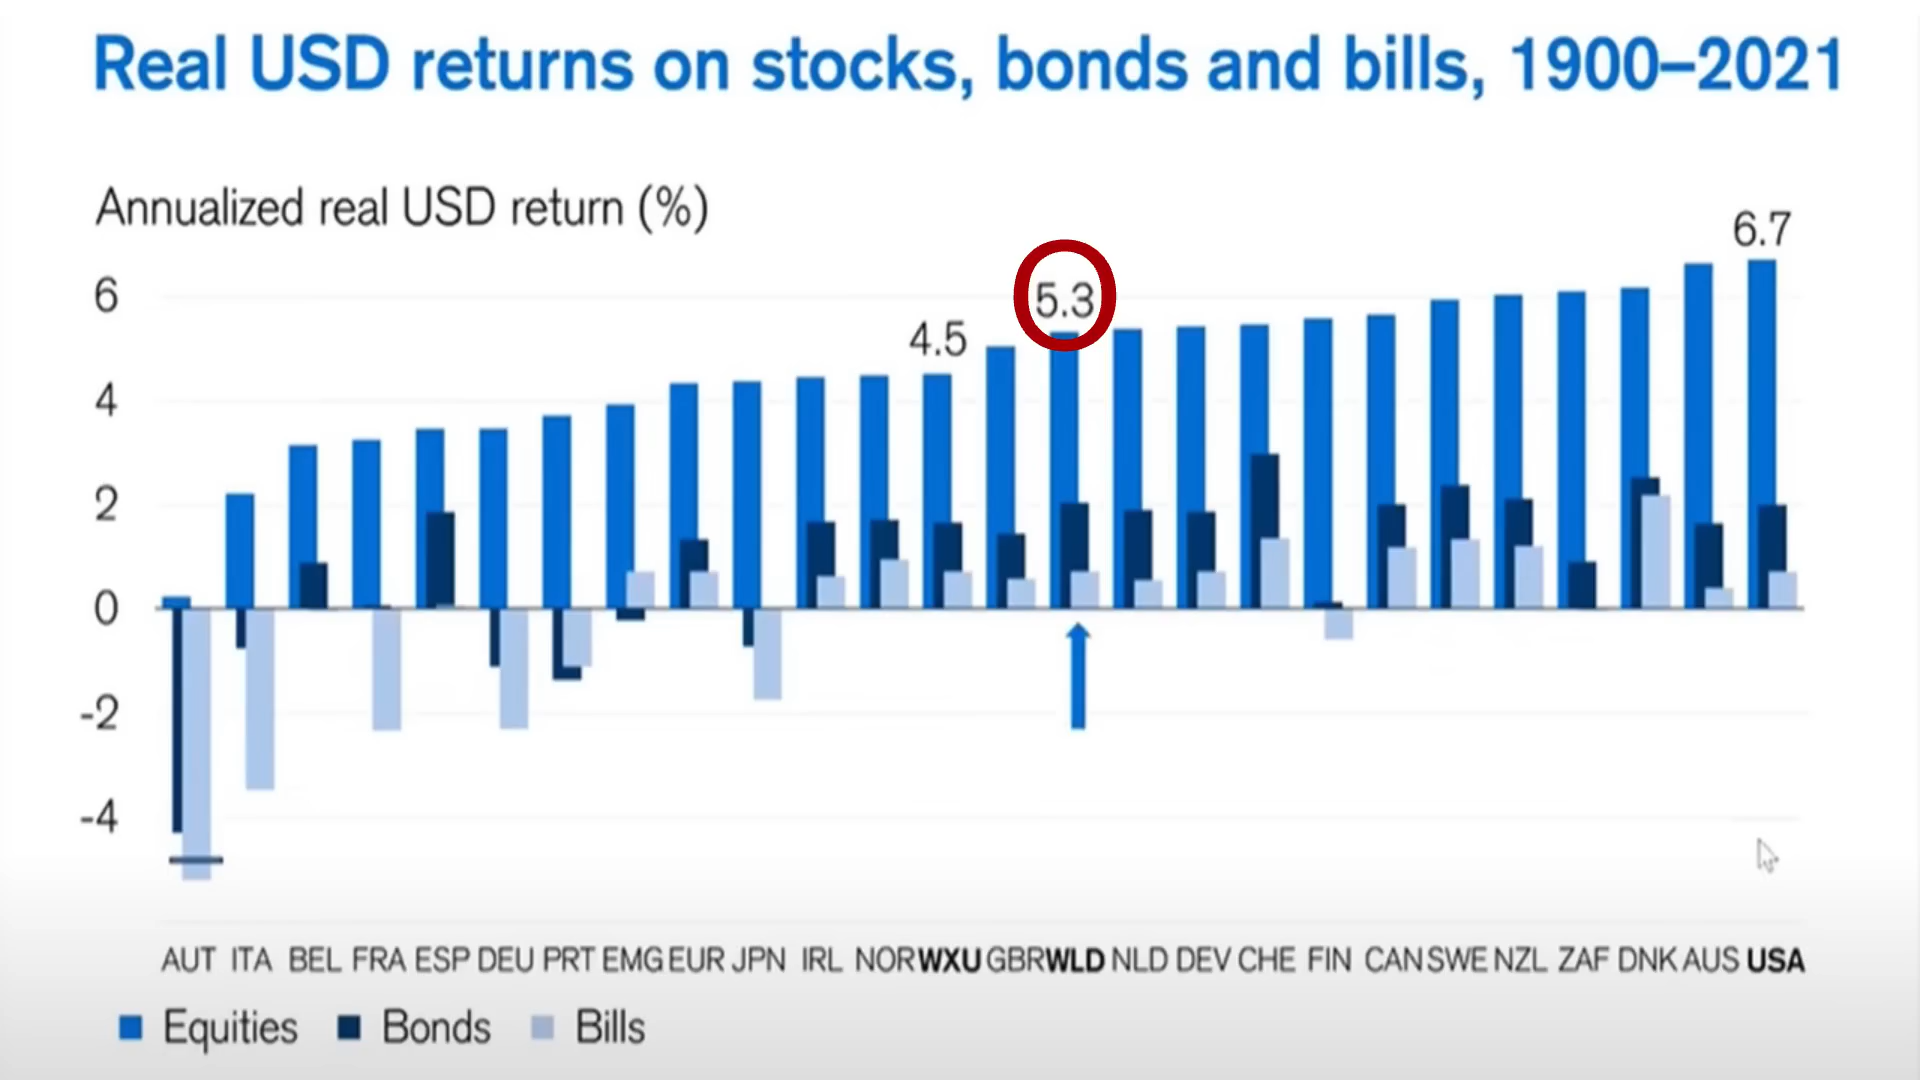 Real USD returns on stocks, bonds and bills, 1900–2021
Annualized real USD return (%)
6.7
5.3
4.5
6
4
2
0
-2
-4
AUT ITA BEL FRA ESP DEU PRT EMG EUR JPN IRL NOR WXU GBR WLD NLD DEV CHE FIN CAN SWE NZL ZAF DNK AUS USA
Equities Bonds Bills